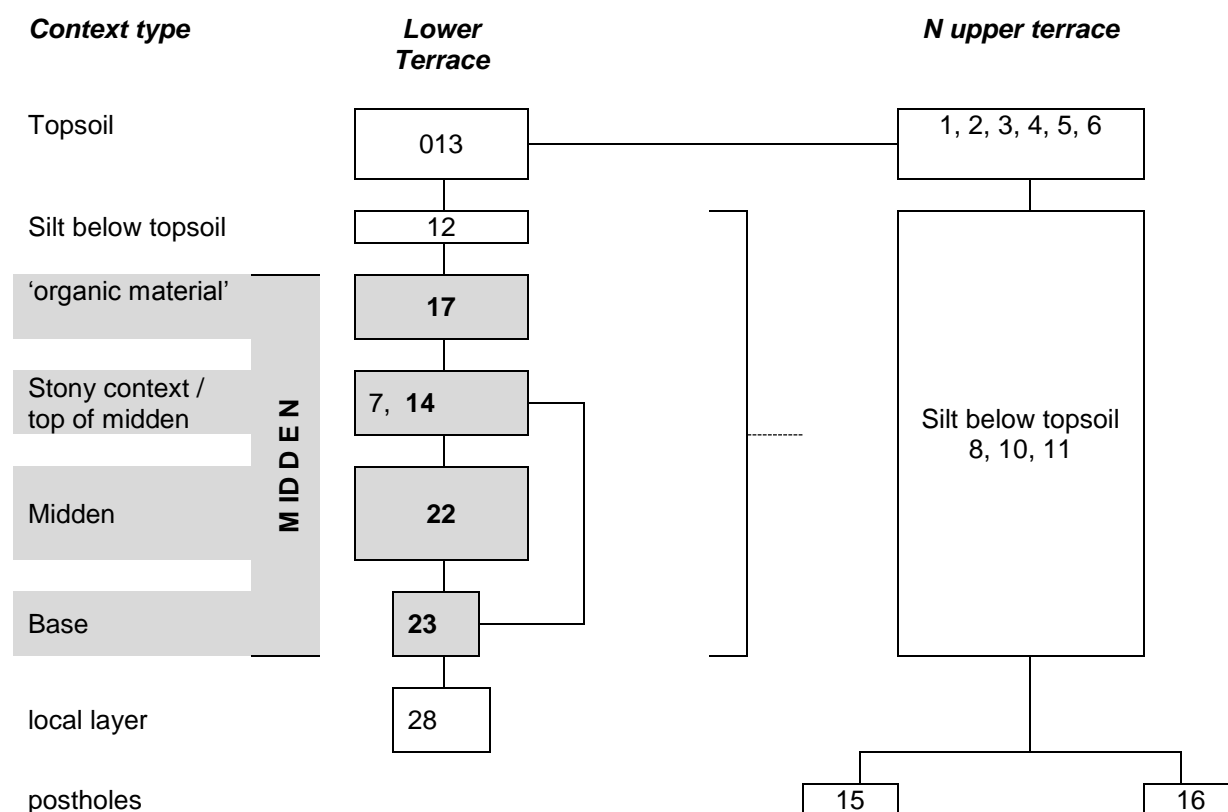 Context type
Lower
Terrace
N upper terrace
Topsoil
013
1, 2, 3, 4, 5, 6
Silt below topsoil
12
‘organic material’
17
Stony context /
top of midden
7, 14
Silt below topsoil
8, 10, 11
MIDDEN
Midden
22
Base
23
local layer
28
postholes
15
16